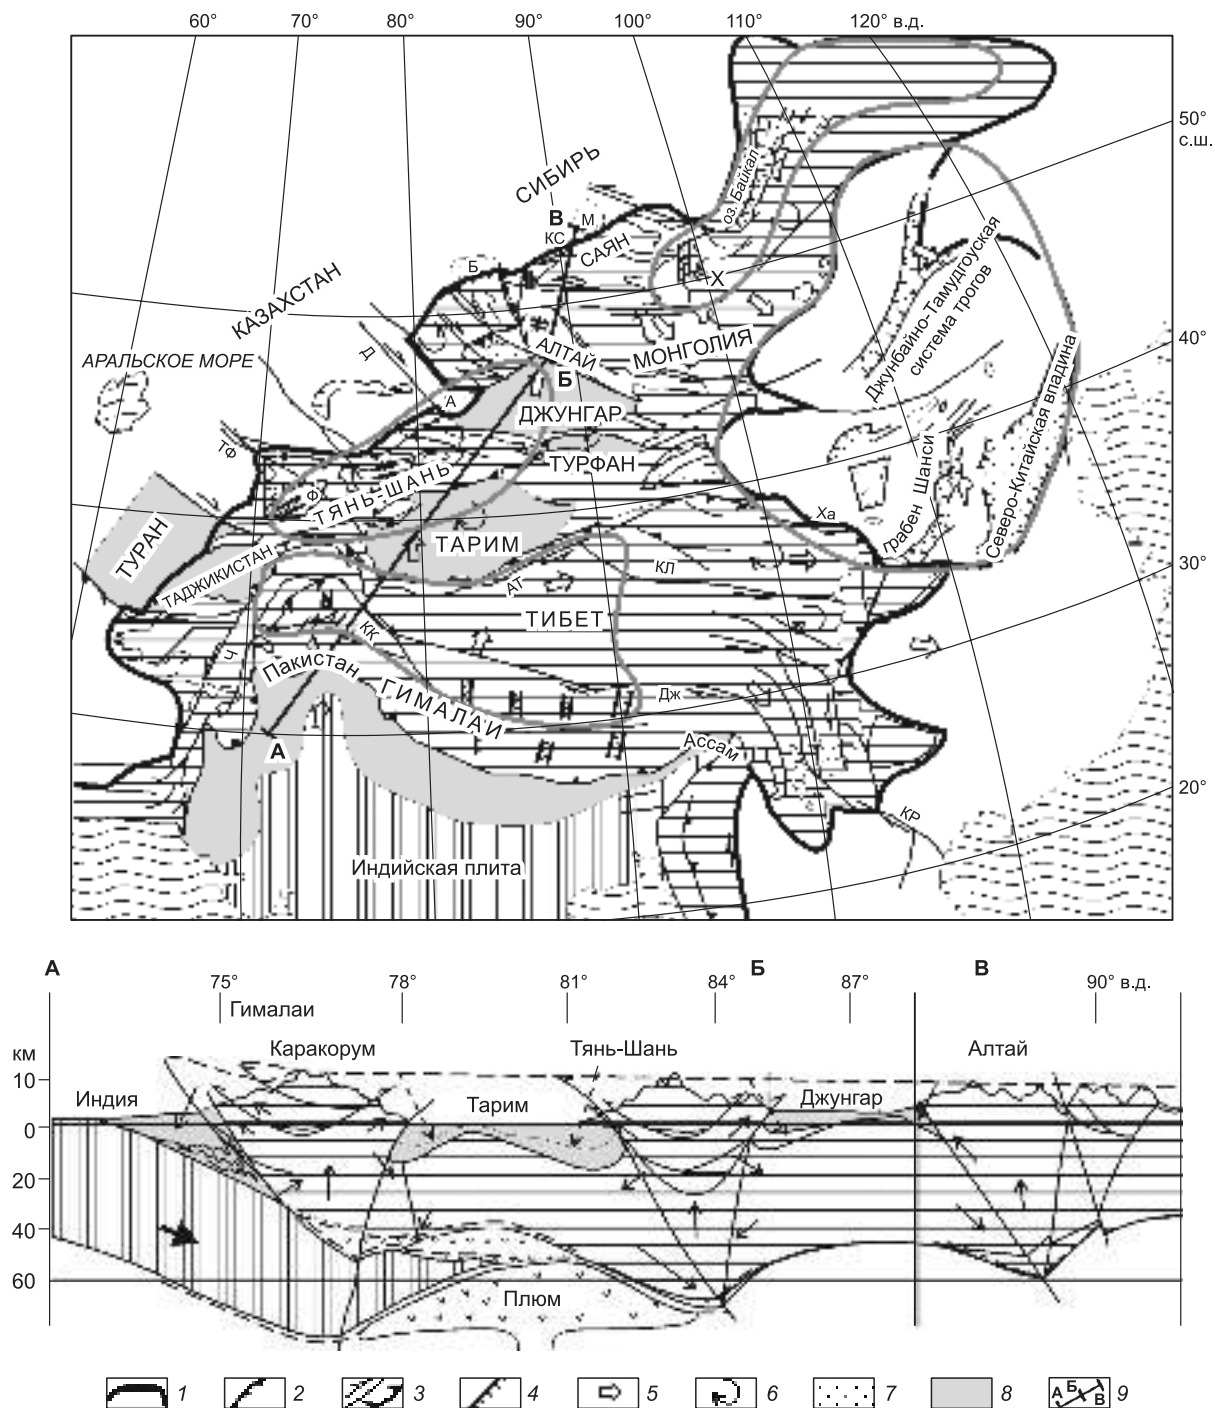 60° 70° 80° 90° 100° 110° 120° в.д.
50°
с.ш.
СИБИРЬ
оз. Байкал
В
М
КС
САЯН
Б
Х
КАЗАХСТАН
Джунбайно-Тамудгоуская
система трогов
40°
АРАЛЬСКОЕ МОРЕ
Д
АЛТАЙ
МОНГОЛИЯ
Б
А
ДЖУНГАР
Северо-Китайская впадина
ТФ
ТУРФАН
Ф
ТЯНЬ-ШАНЬ
грабен Шанси
Ха
ТУРАН
ТАРИМ
ТАДЖИКИСТАН
АТ
КЛ
30°
ТИБЕТ
КК
Ч
Пакистан
ГИМАЛАИ
Дж
А
Ассам
20°
КР
Индийская плита
А Б В
75° 78° 81° 84° 87° 90° в.д.
Гималаи
км
Каракорум Тянь-Шань Алтай
10
Индия Тарим Джунгар
0
20
40
60
Плюм
1 2 3 4 5 6 7 8 А Б В 9